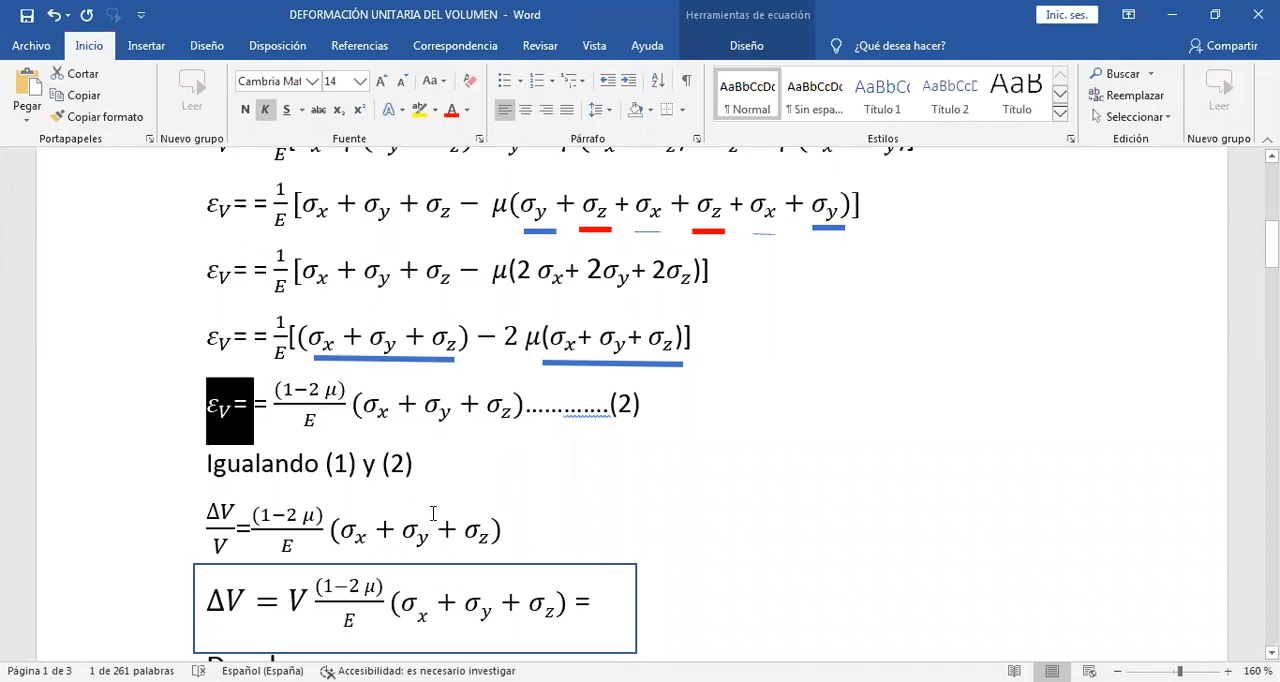 DEFORMACIÓN UNITARIA DEL VOLUMEN - Word
Herramientas de ecuación
Inic. ses.
Archivo Inicio Insertar Diseño Disposición Referencias Correspondencia Revisar Vista Ayuda Diseño ¿Qué desea hacer? Compartir
Pegar
Cortar
Copiar
Copiar formato
Portapapeles
Leer
Nuevo grupo
Cambria Mat 14
N K S abc x₂ x²
Fuente
Párrafo
AaBbCcDc AaBbCcDc AaBbCc AaBbCcC AaB
¶ Normal ¶ Sin espa... Título 1 Título 2 Título
Estilos
Buscar
Reemplazar
Seleccionar
Edición
Leer
Nuevo grupo
ε_V = = 1/E [σ_x + σ_y + σ_z − μ(σ_y + σ_z + σ_x + σ_z + σ_x + σ_y)]
ε_V = = 1/E [σ_x + σ_y + σ_z − μ(2 σ_x + 2σ_y + 2σ_z)]
ε_V = = 1/E [(σ_x + σ_y + σ_z) − 2 μ(σ_x + σ_y + σ_z)]
ε_V = = (1−2 μ)/E (σ_x + σ_y + σ_z).............(2)
Igualando (1) y (2)
ΔV/V = (1−2 μ)/E (σ_x + σ_y + σ_z)
ΔV = V (1−2 μ)/E (σ_x + σ_y + σ_z) =
Página 1 de 3 1 de 261 palabras Español (España) Accesibilidad: es necesario investigar 160 %